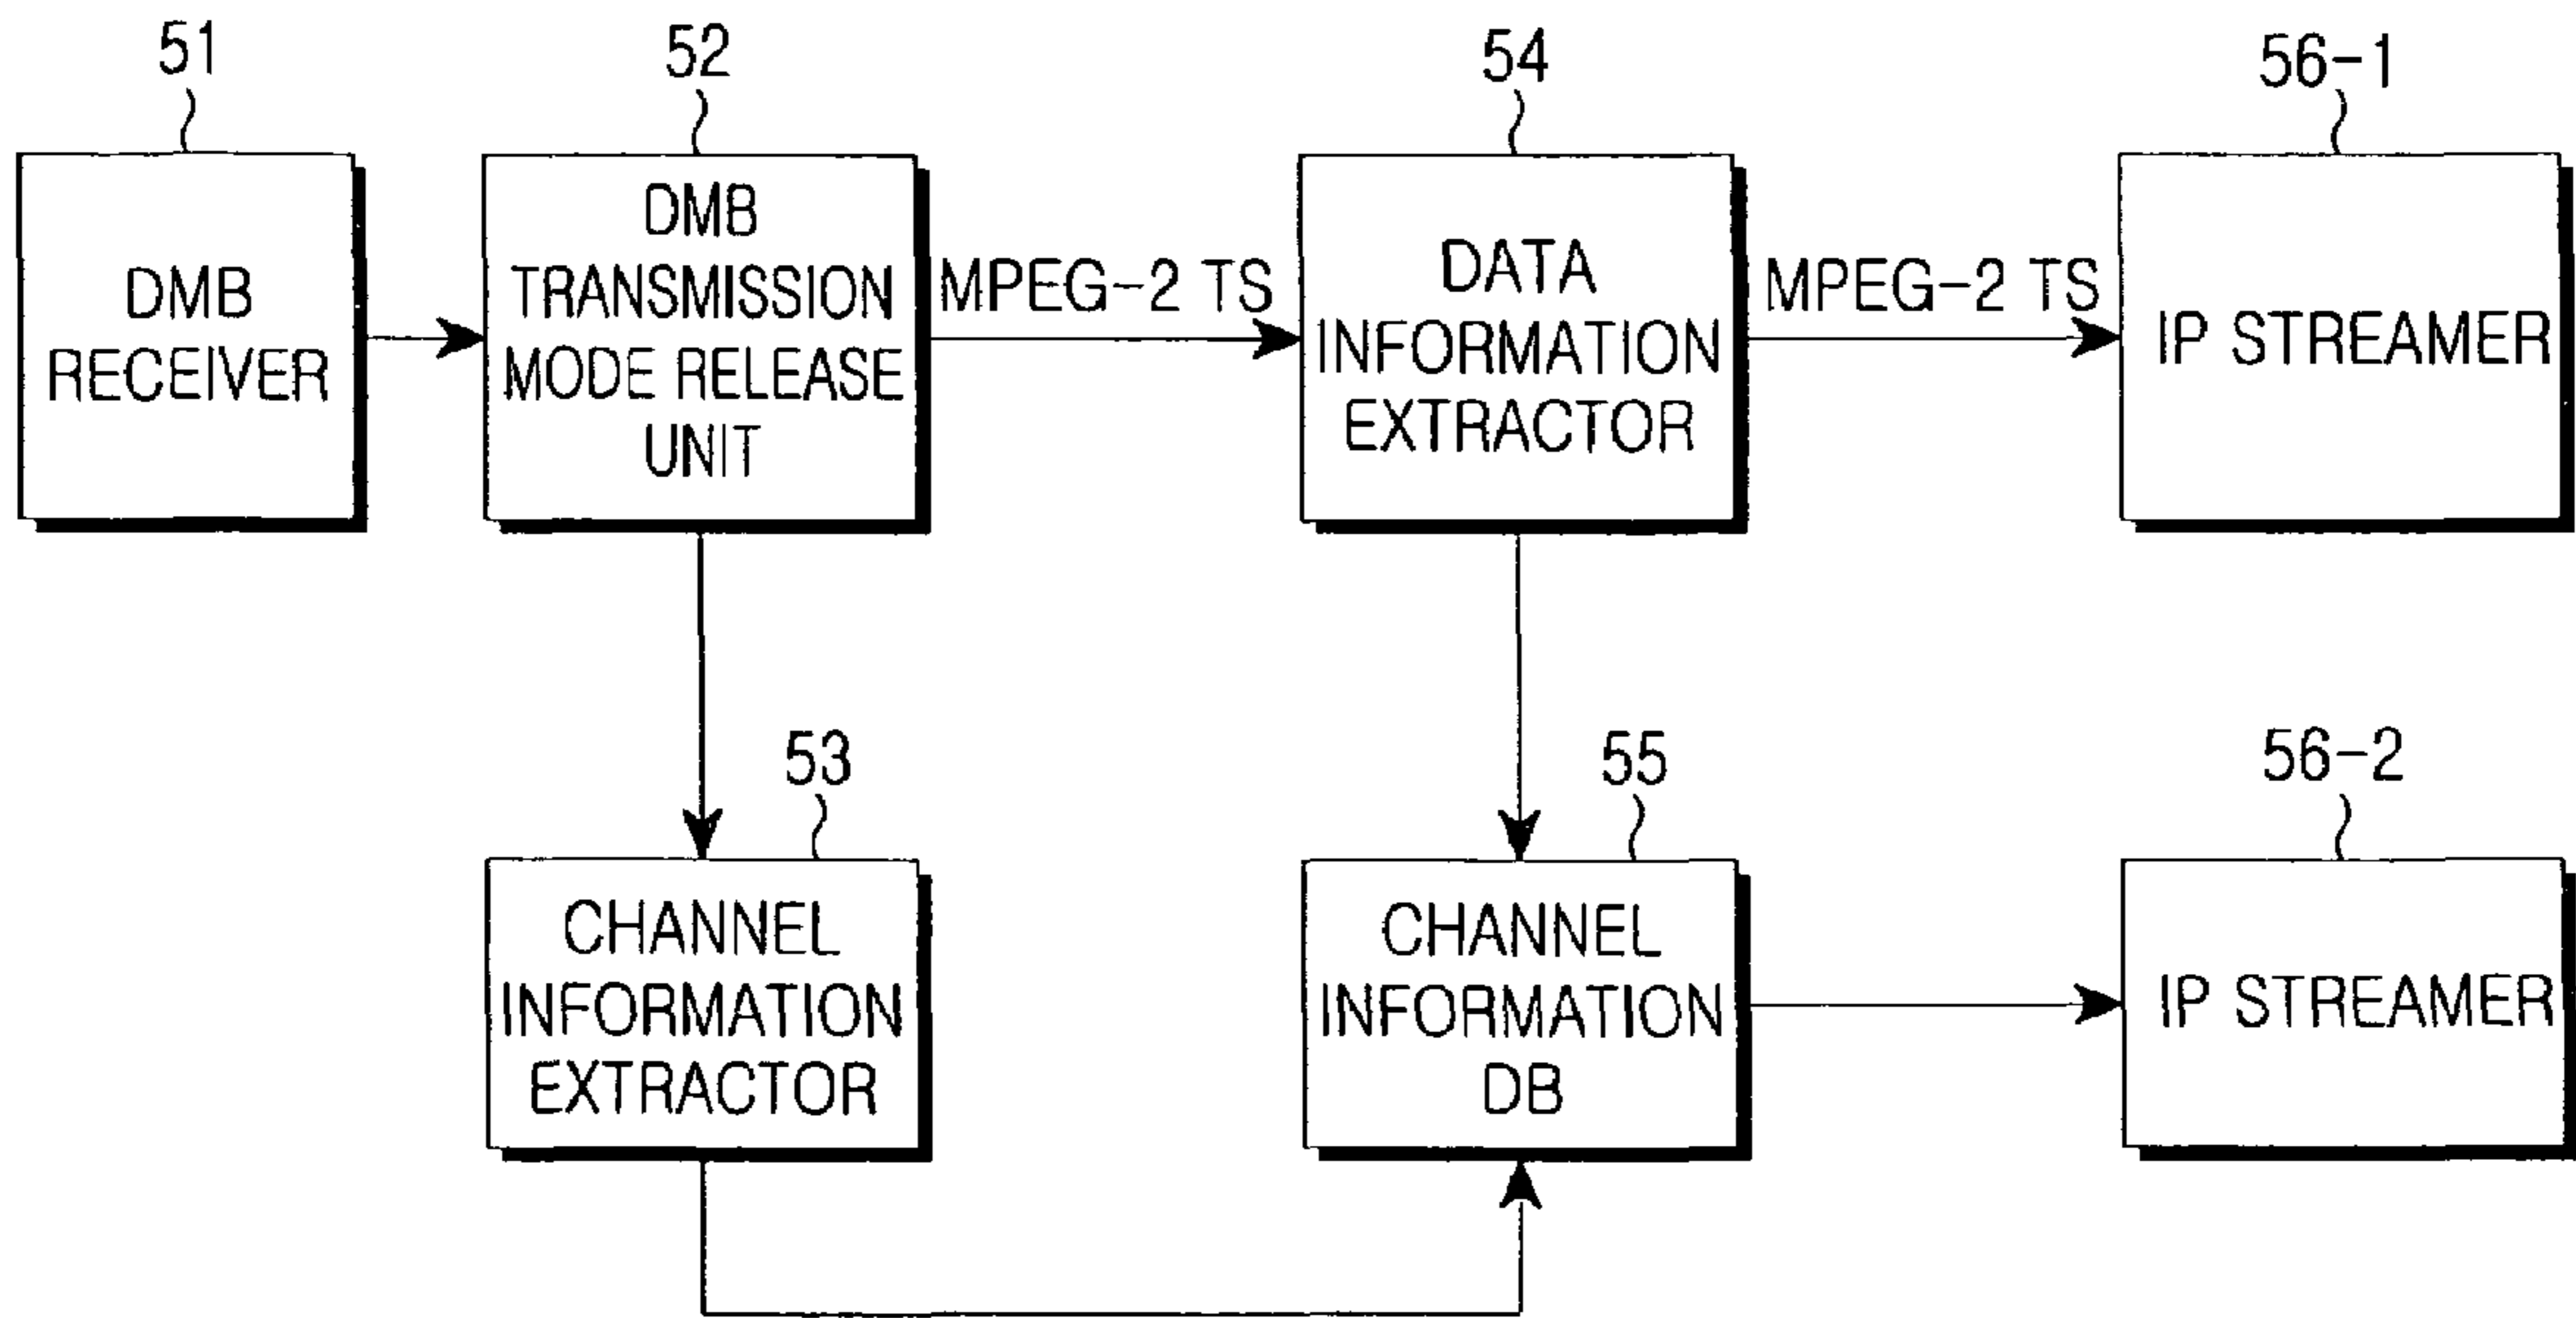 51
52
54
56-1
DMB
RECEIVER
DMB
TRANSMISSION
MODE RELEASE
UNIT
MPEG-2 TS
DATA
INFORMATION
EXTRACTOR
MPEG-2 TS
IP STREAMER
53
55
56-2
CHANNEL
INFORMATION
EXTRACTOR
CHANNEL
INFORMATION
DB
IP STREAMER